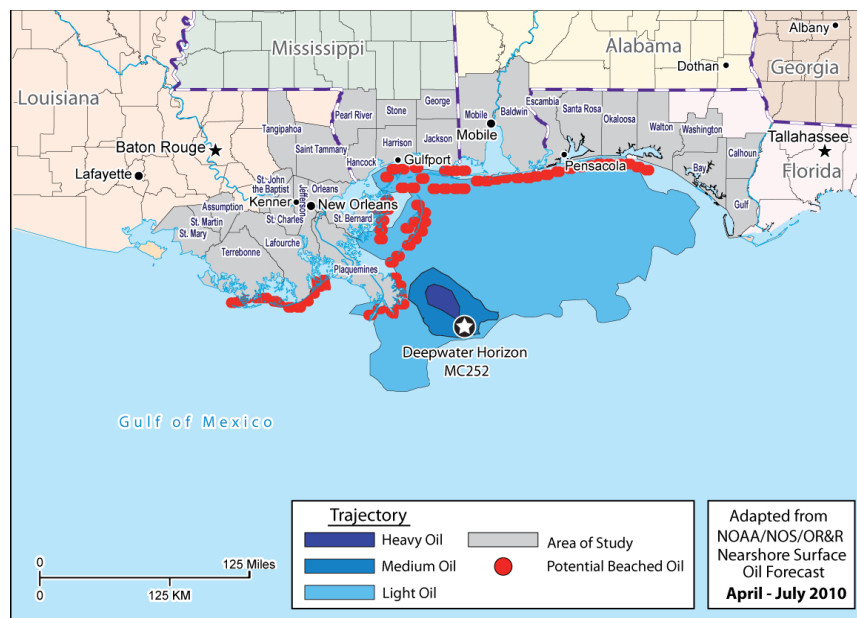 Mississippi
Alabama
Albany
Georgia
Dothan
Louisiana
Pearl River
Stone
George
Mobile
Baldwin
Escambia
Santa Rosa
Okaloosa
Walton
Washington
Tangipahoa
Saint Tammany
Hancock
Harrison
Jackson
Mobile
Tallahassee
Baton Rouge
Gulfport
Pensacola
Calhoun
Bay
Florida
Lafayette
St. John
the Baptist
Orleans
Jefferson
Kenner
New Orleans
Gulf
Assumption
St. Martin
St. Mary
St. Charles
St. Bernard
Lafourche
Terrebonne
Plaquemines
Deepwater Horizon
MC252
Gulf of Mexico
Trajectory
Heavy Oil
Medium Oil
Light Oil
Area of Study
Potential Beached Oil
Adapted from
NOAA/NOS/OR&R
Nearshore Surface
Oil Forecast
April - July 2010
0
125 Miles
0
125 KM